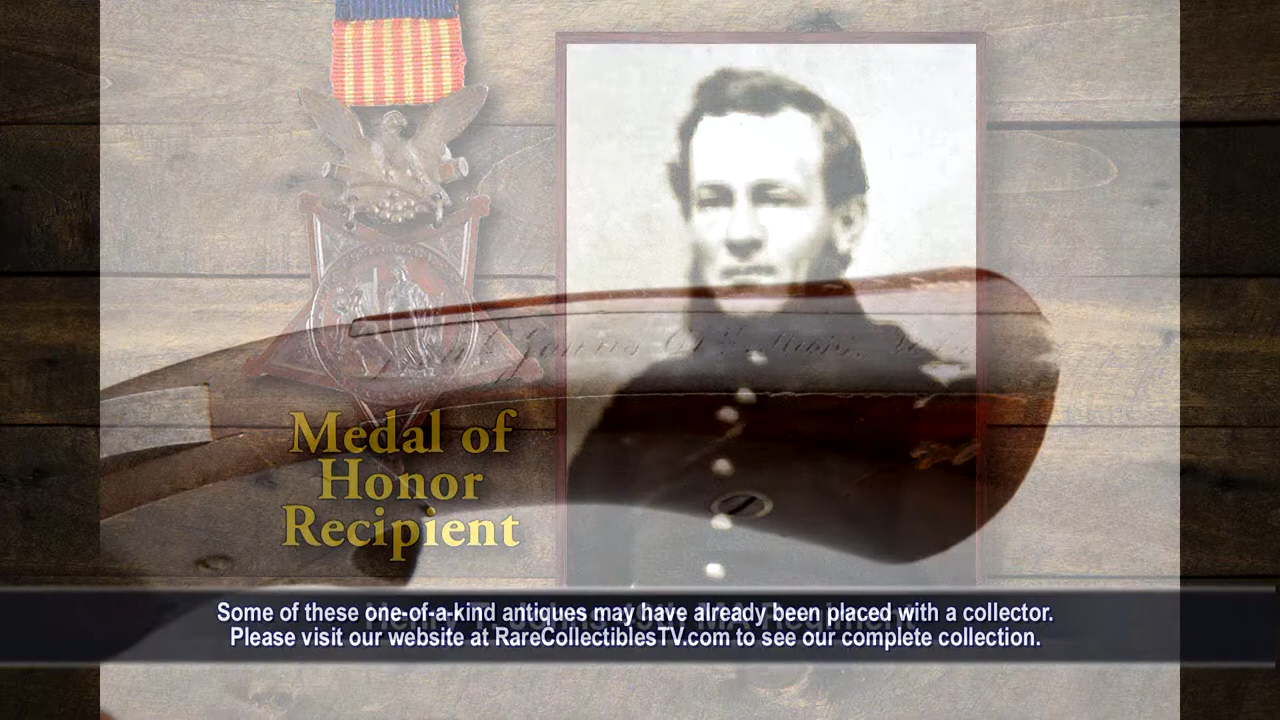 Medal of
Honor
Recipient
Some of these one-of-a-kind antiques may have already been placed with a collector.
Please visit our website at RareCollectiblesTV.com to see our complete collection.